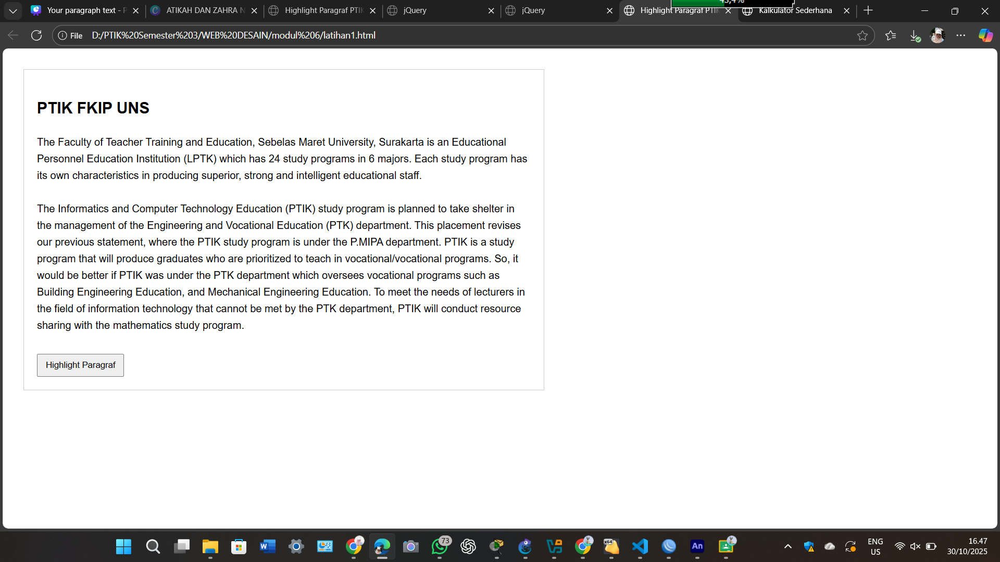 Your paragraph text - P
ATIKAH DAN ZAHRA N
Highlight Paragraf PTIK
jQuery
jQuery
Highlight Paragraf PTIK
Kalkulator Sederhana
File D:/PTIK%20Semester%203/WEB%20DESAIN/modul%206/latihan1.html
PTIK FKIP UNS
The Faculty of Teacher Training and Education, Sebelas Maret University, Surakarta is an Educational
Personnel Education Institution (LPTK) which has 24 study programs in 6 majors. Each study program has
its own characteristics in producing superior, strong and intelligent educational staff.
The Informatics and Computer Technology Education (PTIK) study program is planned to take shelter in
the management of the Engineering and Vocational Education (PTK) department. This placement revises
our previous statement, where the PTIK study program is under the P.MIPA department. PTIK is a study
program that will produce graduates who are prioritized to teach in vocational/vocational programs. So, it
would be better if PTIK was under the PTK department which oversees vocational programs such as
Building Engineering Education, and Mechanical Engineering Education. To meet the needs of lecturers in
the field of information technology that cannot be met by the PTK department, PTIK will conduct resource
sharing with the mathematics study program.
Highlight Paragraf
73
x64
An
ENG
US
16.47
30/10/2025